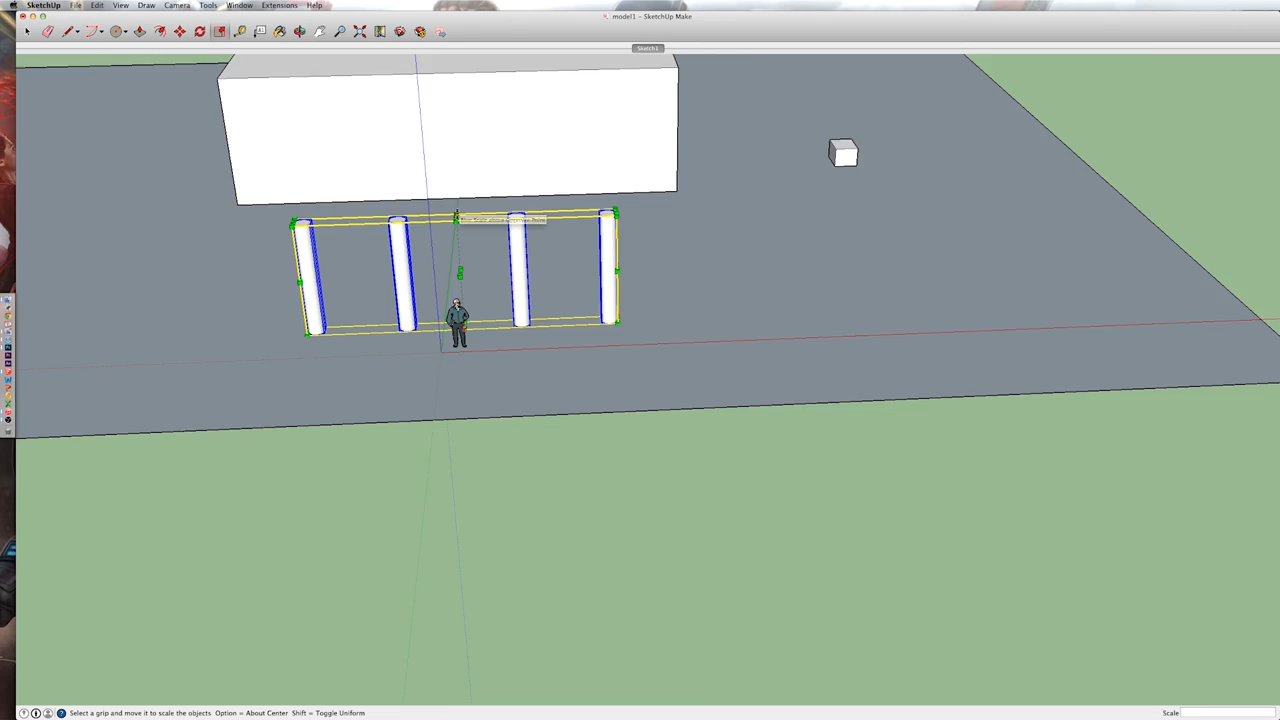 SketchUp File Edit View Draw Camera Tools Window Extensions Help
model1 - SketchUp Make
Sketch1
Select a grip and move it to scale the objects Option = About Center Shift = Toggle Uniform
Scale